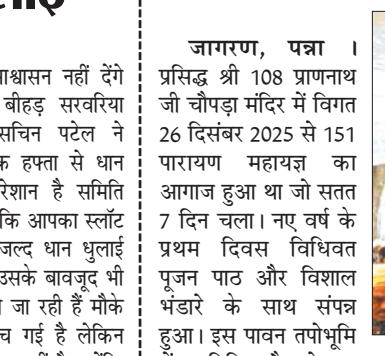 आश्वासन नहीं देंगे
बीहड़ सरवरिया
सचिन पटेल ने
हफ्ता से धान
रेशान है समिति
कि आपका स्लॉट
जल्द धान धुलाई
उसके बावजूद भी
जा रही हैं मौके
गई है लेकिन
जागरण, पन्ना ।
प्रसिद्ध श्री 108 प्राणनाथ
जी चौपड़ा मंदिर में विगत
26 दिसंबर 2025 से 151
पारायण महायज्ञ का
आगाज हुआ था जो सतत
7 दिन चला। नए वर्ष के
प्रथम दिवस विधिवत
पूजन पाठ और विशाल
भंडारे के साथ संपन्न
हुआ। इस पावन तपोभूमि